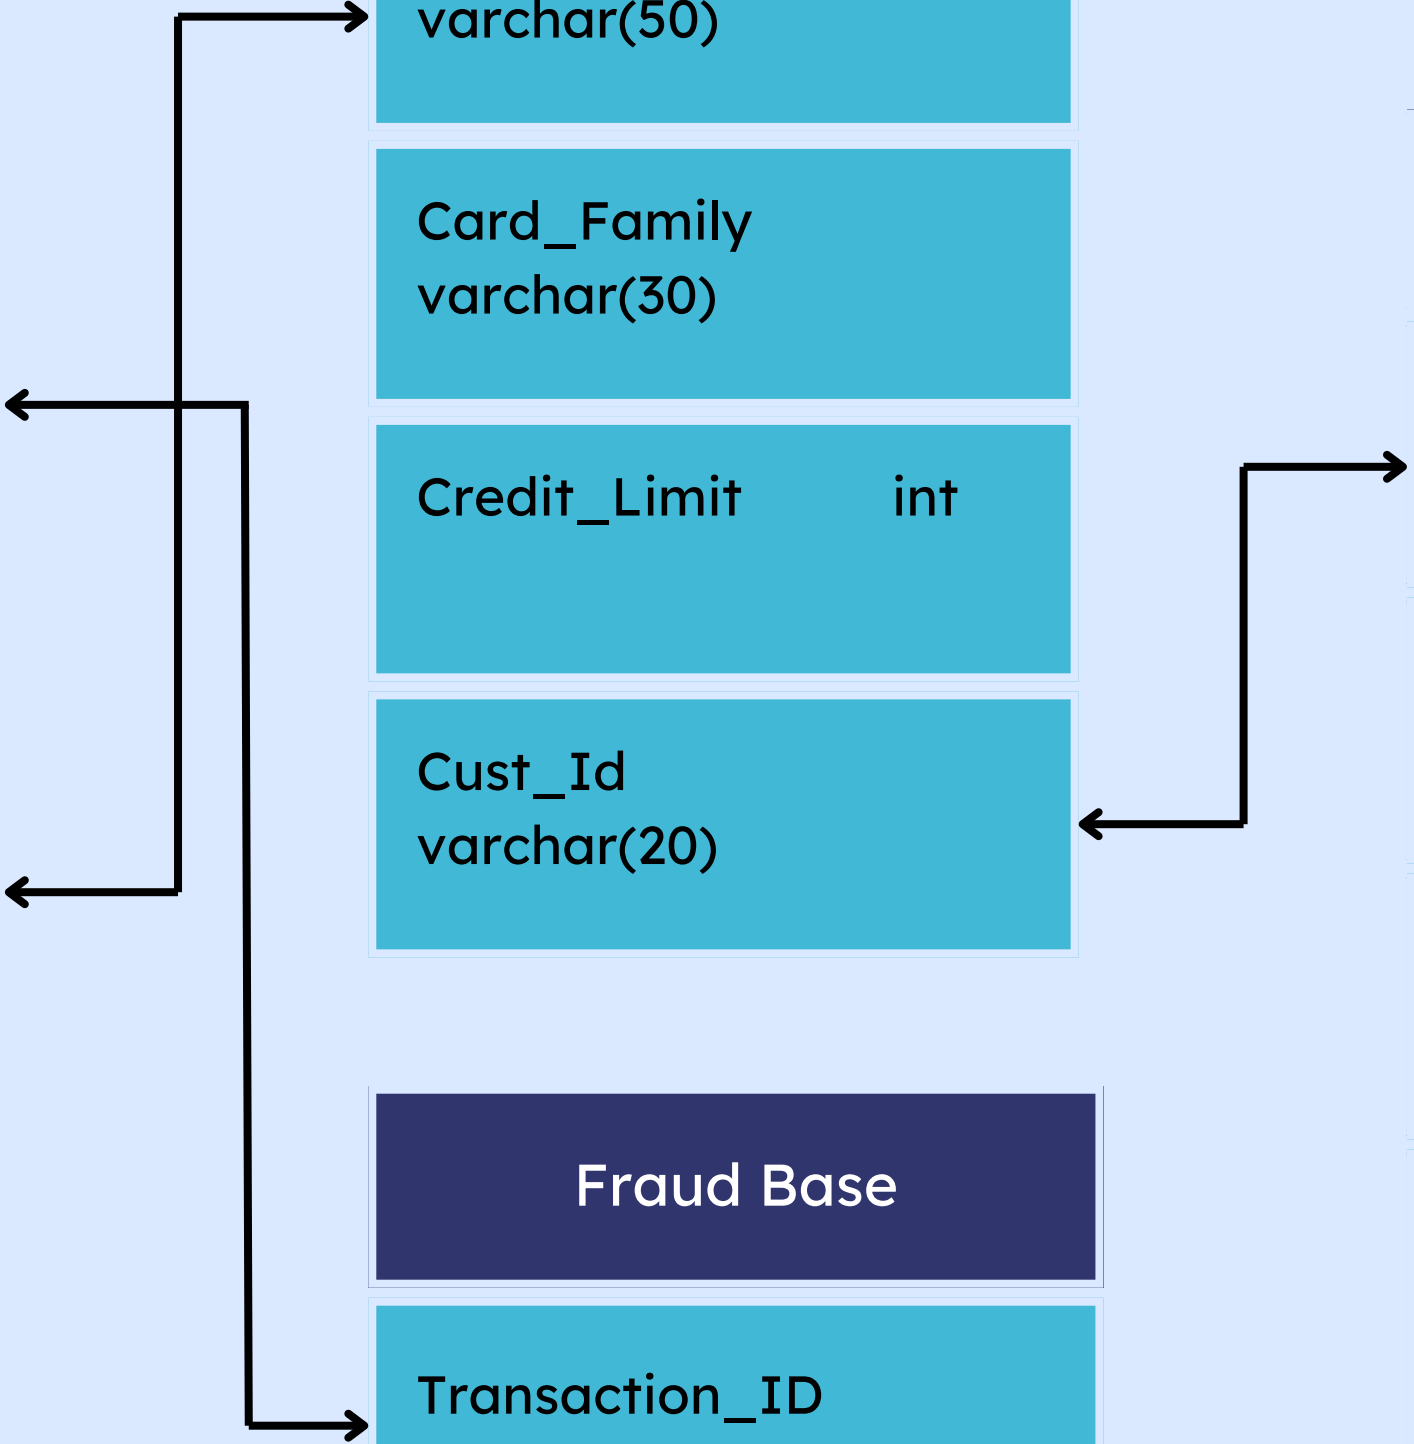 varchar(50)
Card_Family
varchar(30)
Credit_Limit int
Cust_Id
varchar(20)
Fraud Base
Transaction_ID